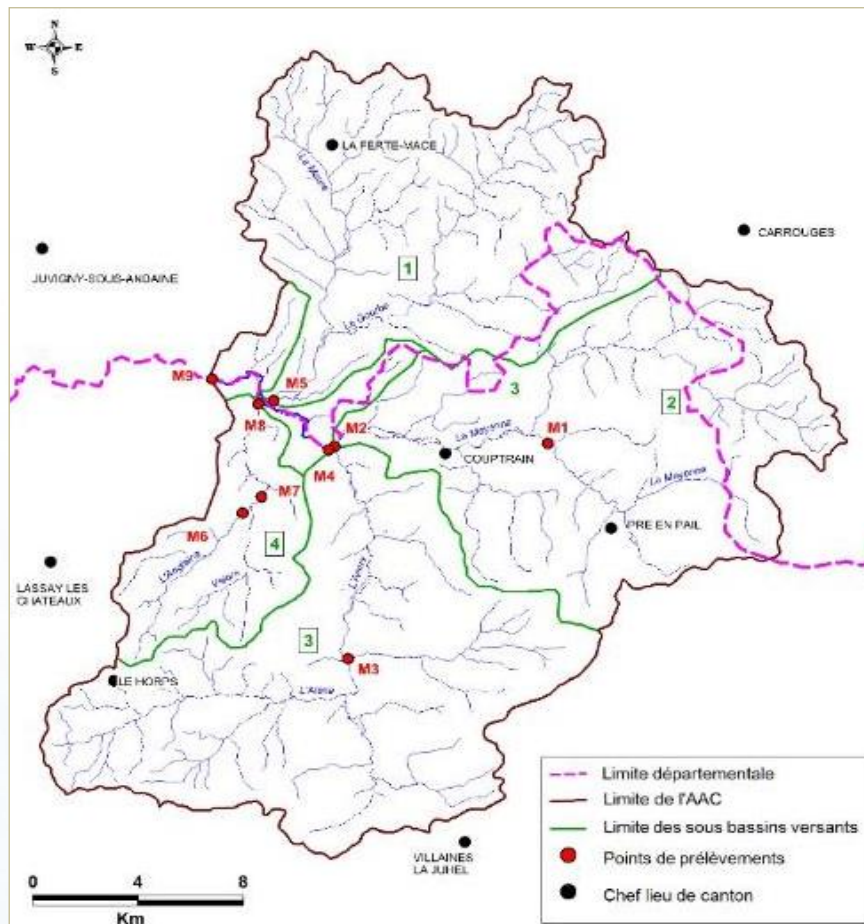 N
W E
S
LA FERTE-MACE
La Maure
CARROUGES
JUVIGNY-SOUS-ANDAINE
1
La Gourbe
M9
M5
M8
3
2
M2
M1
La Mayenne
M4
COUPTRAIN
M7
La Mayenne
M6
PRE EN PAIL
4
L'Anglaine
LASSAY LES
CHATEAUX
L'Aisne
3
M3
LE HORPS
VILLAINES
LA JUHEL
0 4 8
Km
Limite départementale
Limite de l'AAC
Limite des sous bassins versants
Points de prélèvements
Chef lieu de canton